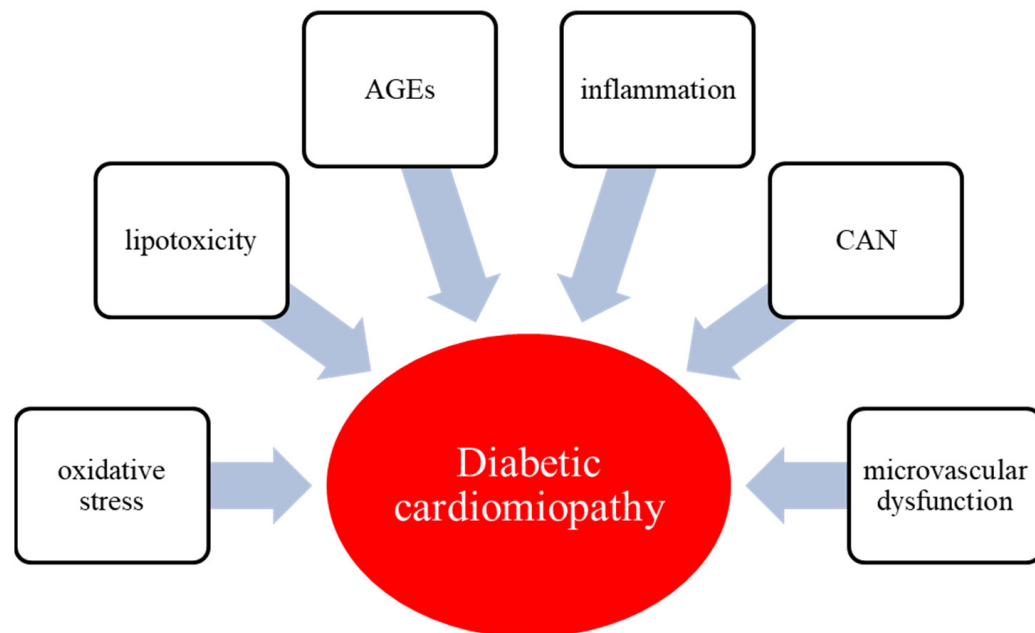 AGEs
inflammation
lipotoxicity
CAN
oxidative
stress
Diabetic
cardiomiopathy
microvascular
dysfunction